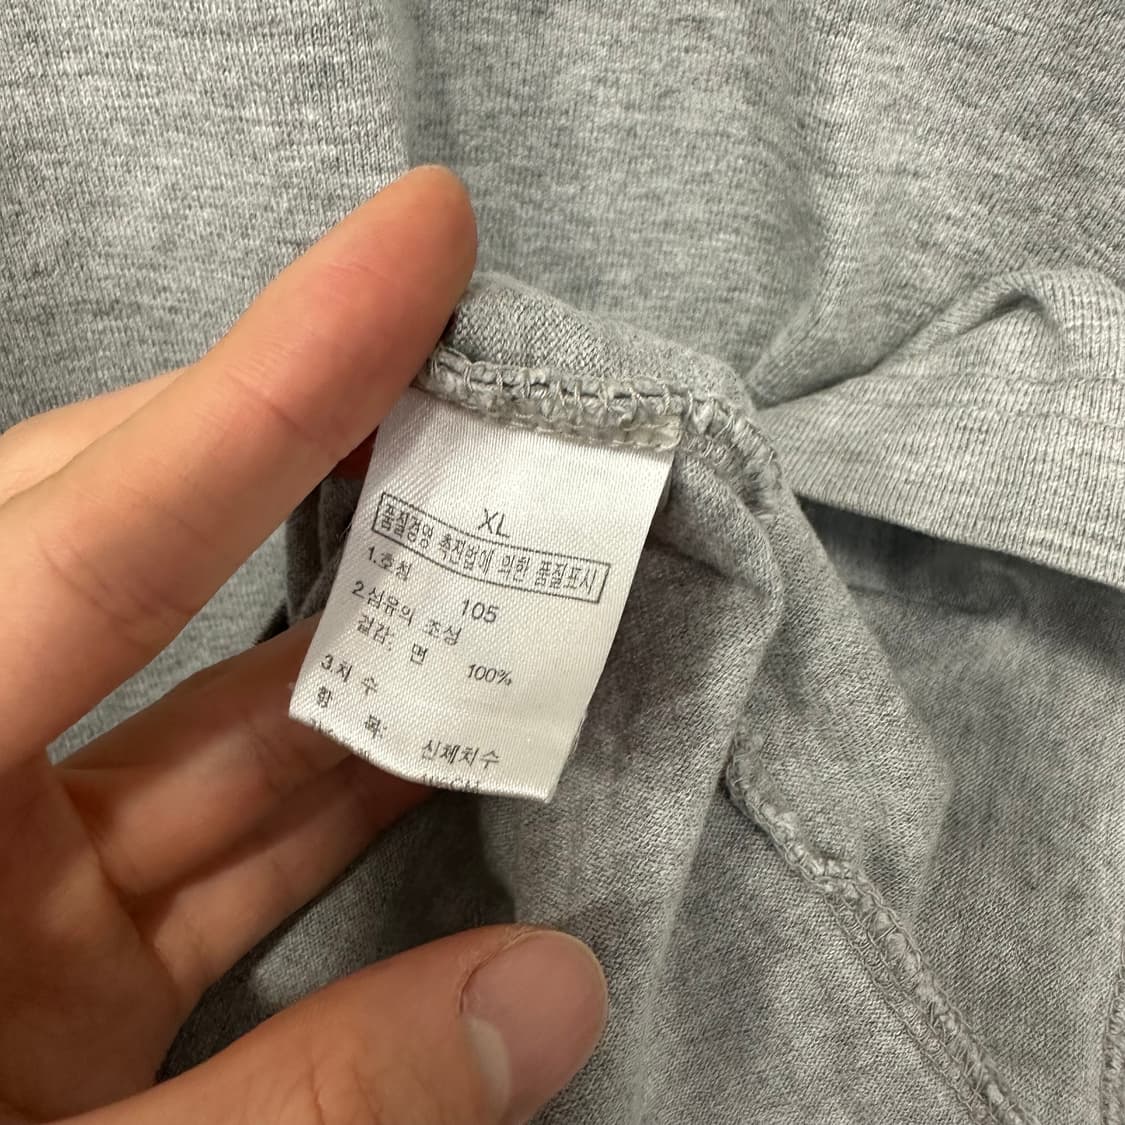 XL
품질경영 촉진법에 의한 품질표시
1.호칭 105
2섬유의 조성
겉감: 면 100%
3.치 수
항 목: 신체치수